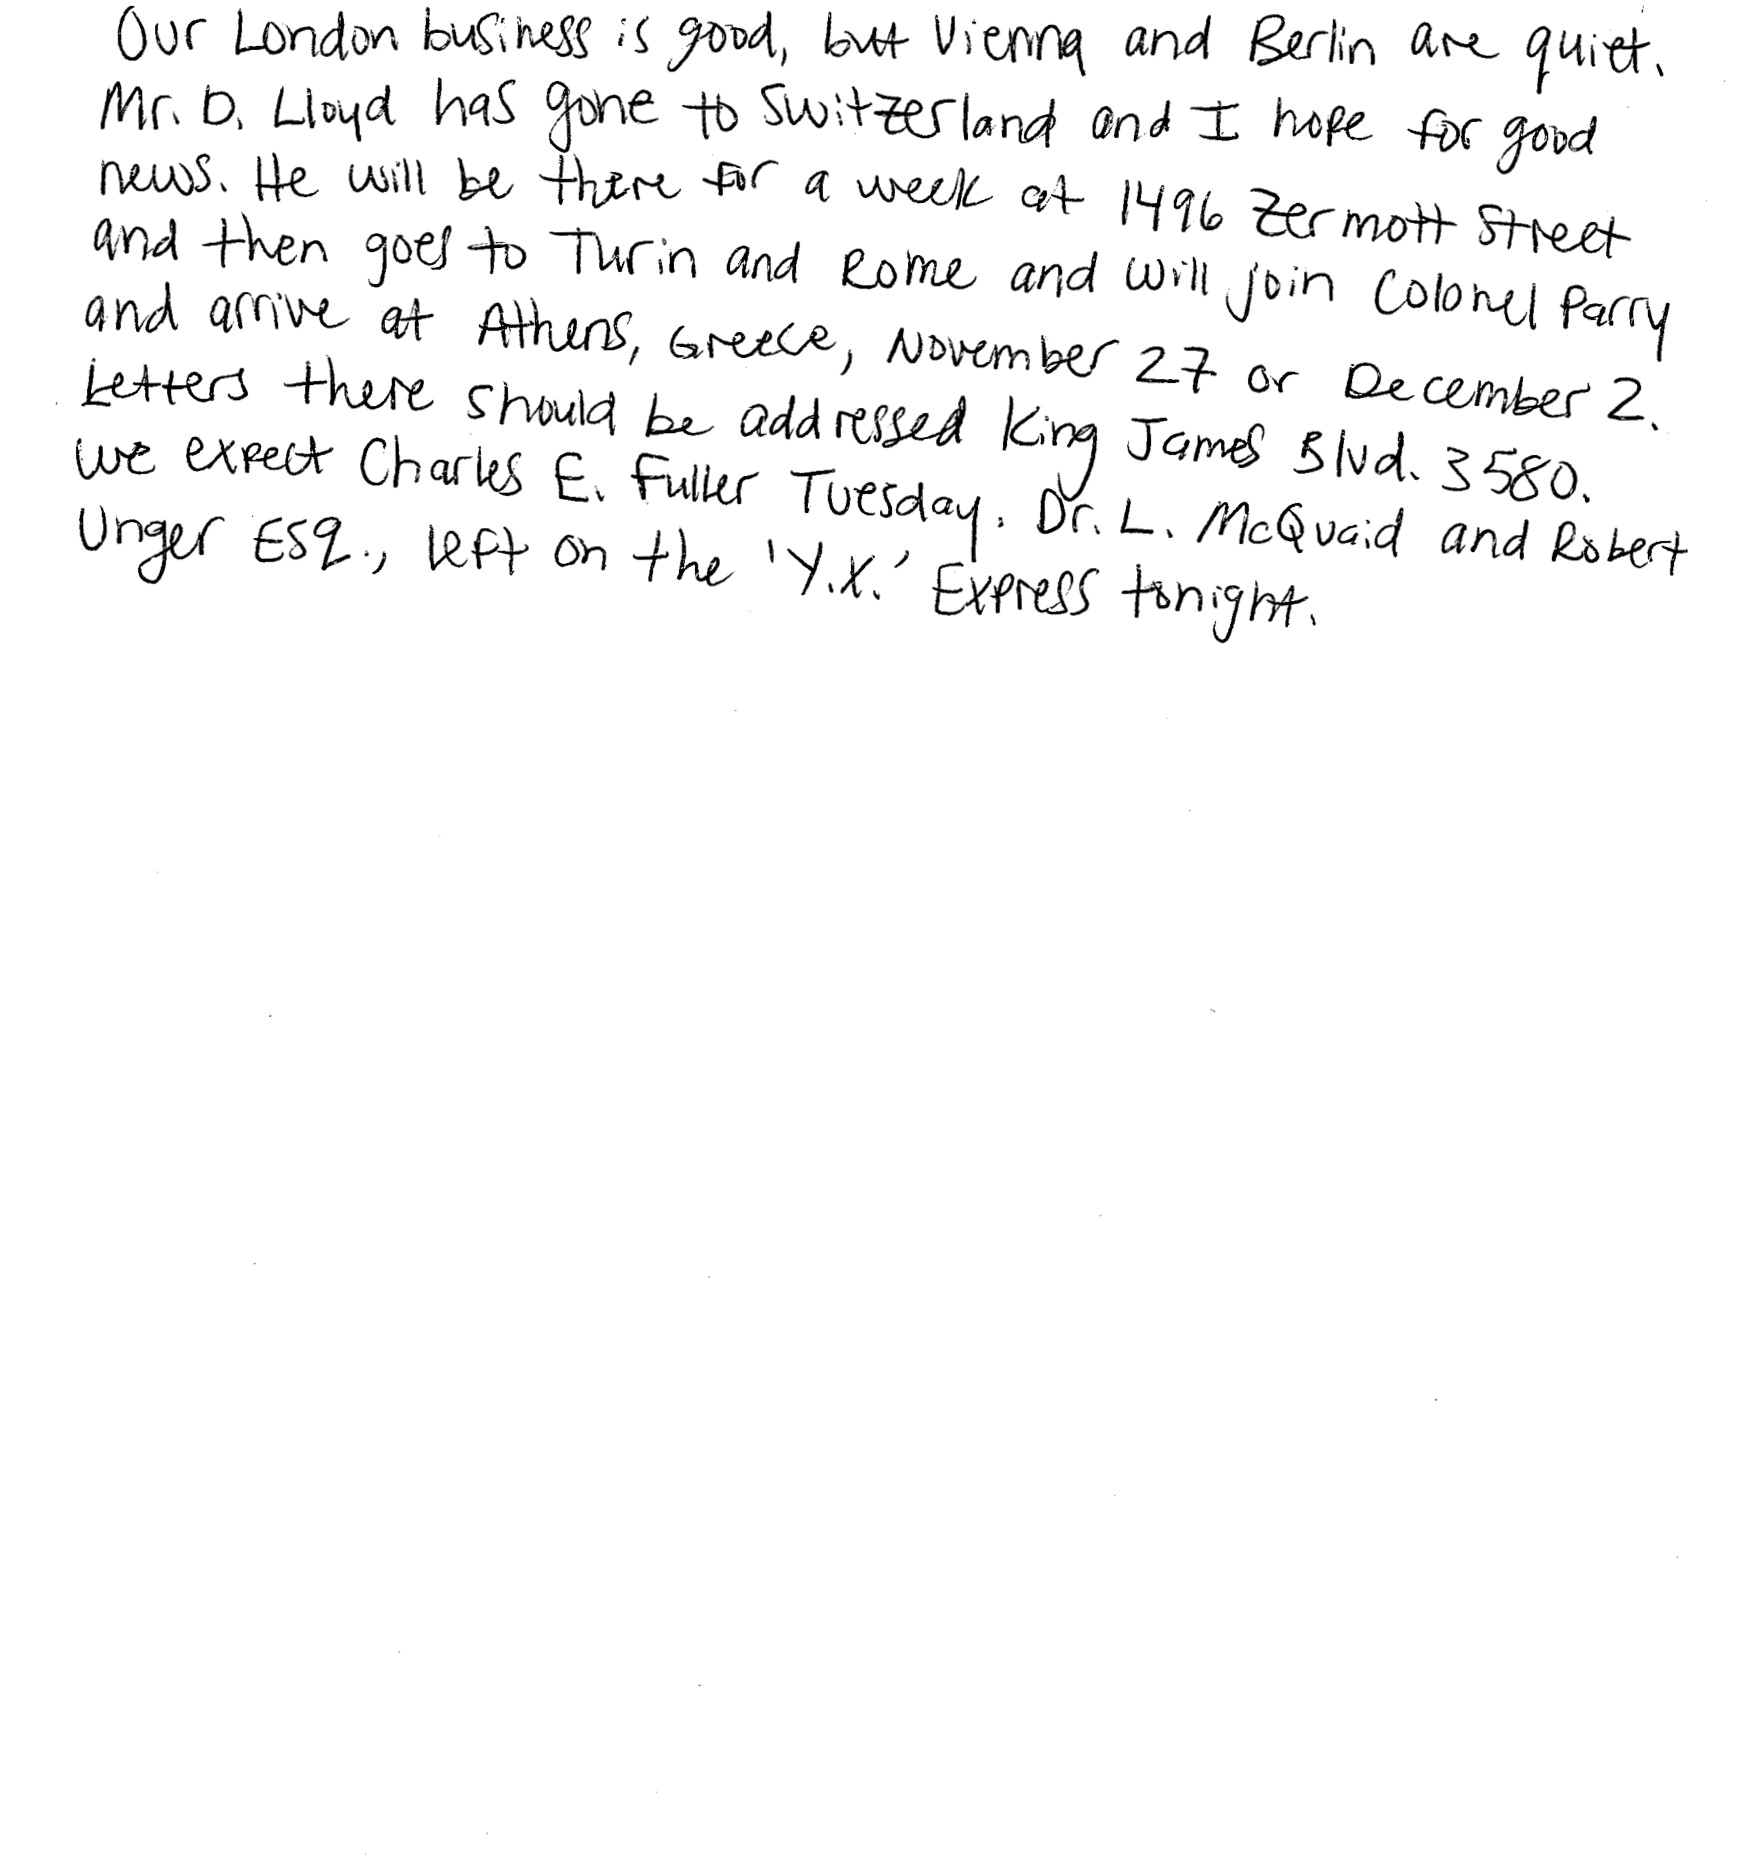 Our London business is good, but Vienna and Berlin are quiet.
Mr. D. Lloyd has gone to Switzerland and I hope for good
news. He will be there for a week at 1496 Zermott Street
and then goes to Turin and Rome and will join Colonel Parry
and arrive at Athens, Greece, November 27 or December 2.
Letters there should be addressed King James Blvd. 3580.
We expect Charles E. Fuller Tuesday. Dr. L. McQuaid and Robert
Unger Esq., left on the 'Y.X.' Express tonight.